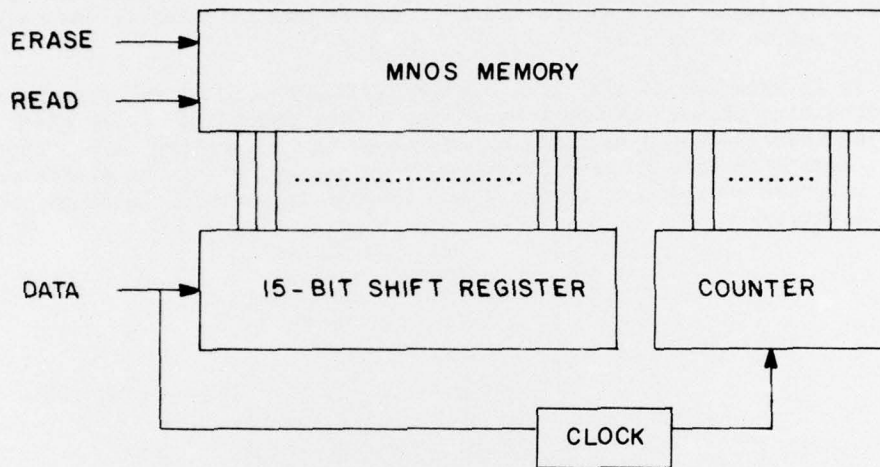 ERASE
MNOS MEMORY
READ
DATA
15-BIT SHIFT REGISTER
COUNTER
CLOCK